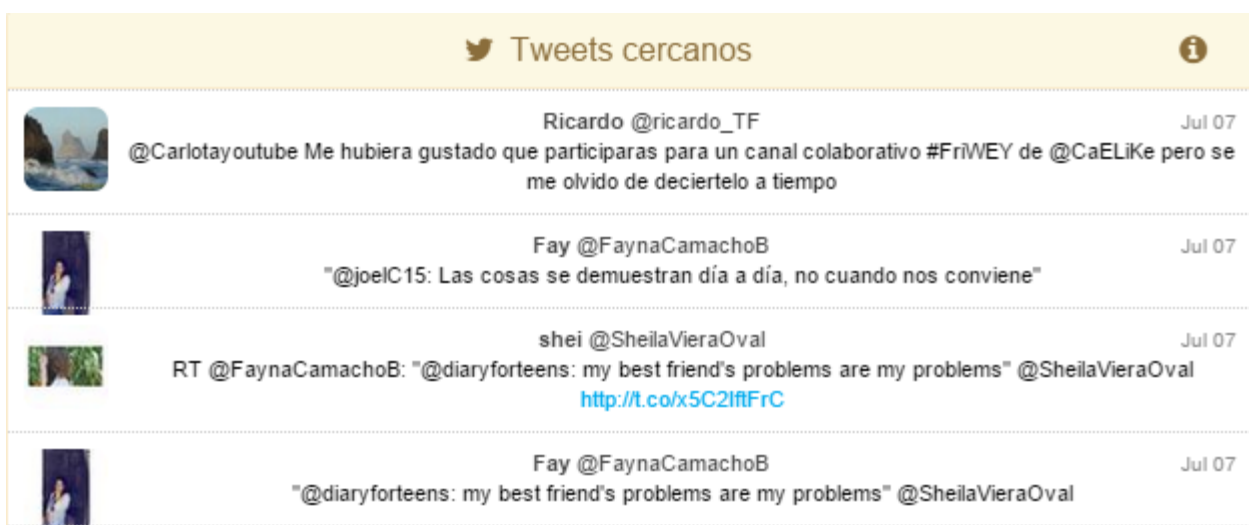 Tweets cercanos
Ricardo @ricardo_TF
Jul 07
@Carlotayoutube Me hubiera gustado que participaras para un canal colaborativo #FriWEY de @CaELiKe pero se
me olvido de deciertelo a tiempo
Fay @FaynaCamachoB
Jul 07
"@joelC15: Las cosas se demuestran día a día, no cuando nos conviene"
shei @SheilaVieraOval
Jul 07
RT @FaynaCamachoB: "@diaryforteens: my best friend's problems are my problems" @SheilaVieraOval
http://t.co/x5C2IftFrC
Fay @FaynaCamachoB
Jul 07
"@diaryforteens: my best friend's problems are my problems" @SheilaVieraOval